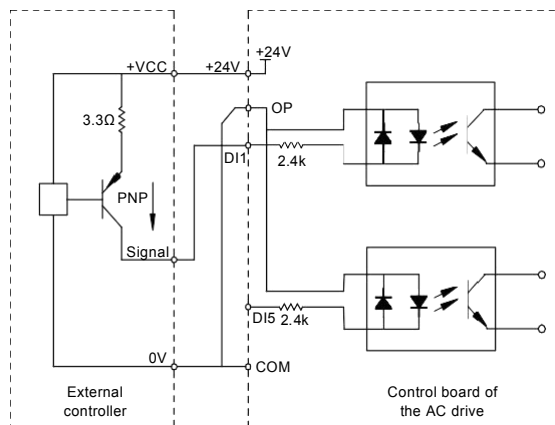 +24V
+VCC
+24V
OP
3.3Ω
DI1
2.4k
PNP
Signal
DI5
2.4k
0V
COM
External
controller
Control board of
the AC drive